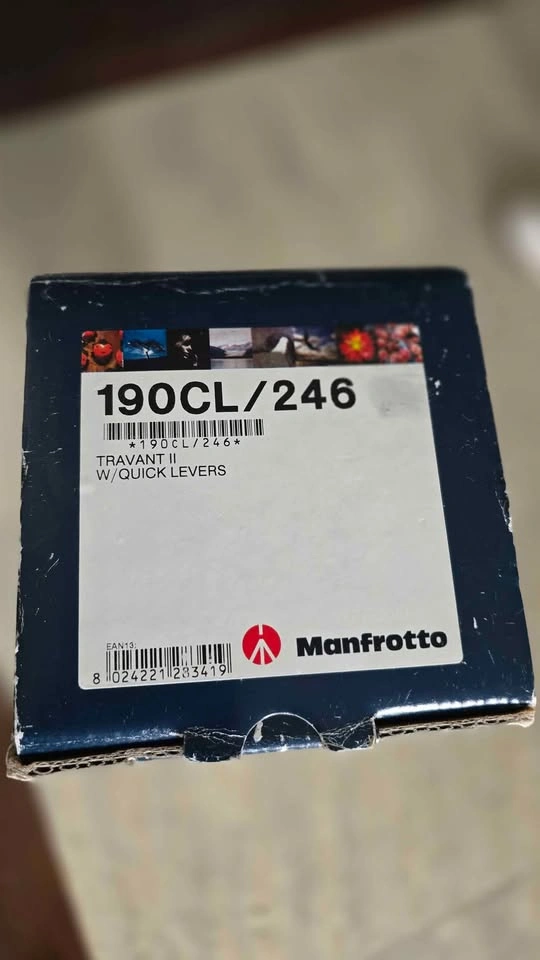 190CL/246
*190CL/246*
TRAVANT II
W/QUICK LEVERS
EAN13:
8 024221 283419
Manfrotto